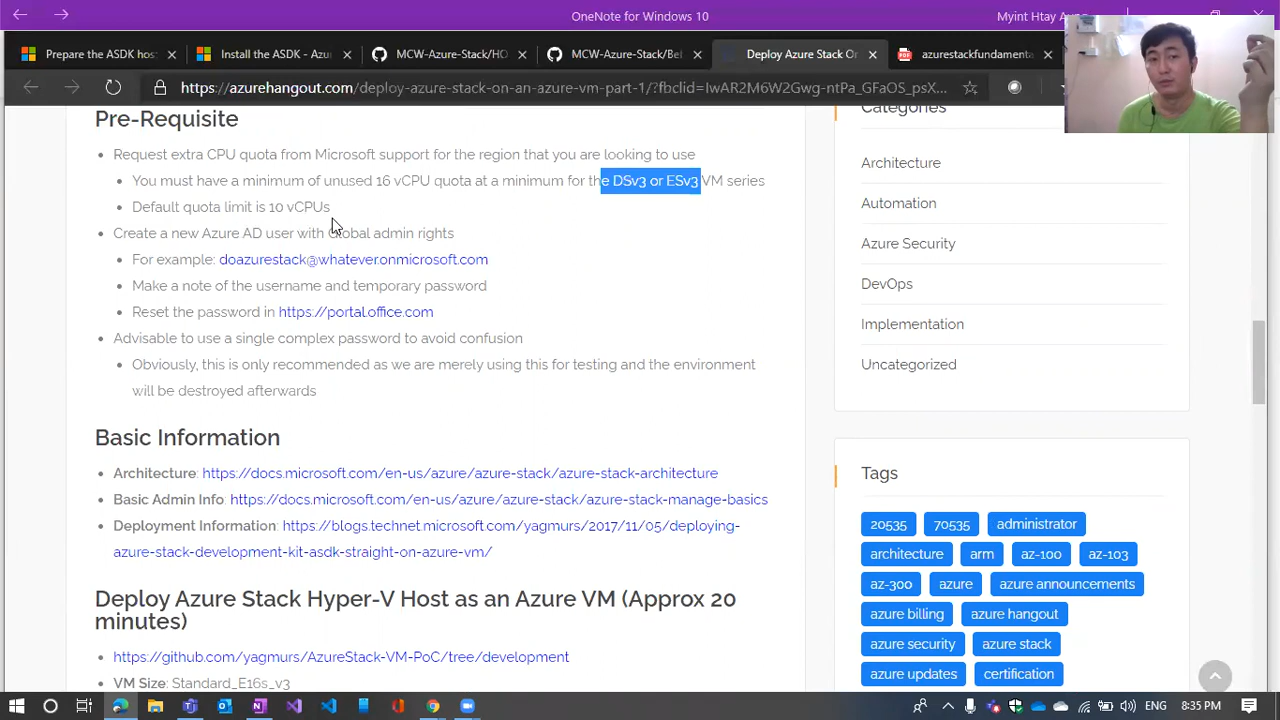 OneNote for Windows 10
Prepare the ASDK hos
Install the ASDK - Azu
MCW-Azure-Stack/HO
MCW-Azure-Stack/Bef
Deploy Azure Stack On
azurestackfundamenta
https://azurehangout.com/deploy-azure-stack-on-an-azure-vm-part-1/?fbclid=IwAR2M6W2Gwg-ntPa_GFaOS_psX...
Pre-Requisite
Request extra CPU quota from Microsoft support for the region that you are looking to use
You must have a minimum of unused 16 vCPU quota at a minimum for the DSv3 or ESv3 VM series
Default quota limit is 10 vCPUs
Create a new Azure AD user with Global admin rights
For example: doazurestack@whatever.onmicrosoft.com
Make a note of the username and temporary password
Reset the password in https://portal.office.com
Advisable to use a single complex password to avoid confusion
Obviously, this is only recommended as we are merely using this for testing and the environment
will be destroyed afterwards
Basic Information
Architecture: https://docs.microsoft.com/en-us/azure/azure-stack/azure-stack-architecture
Basic Admin Info: https://docs.microsoft.com/en-us/azure/azure-stack/azure-stack-manage-basics
Deployment Information: https://blogs.technet.microsoft.com/yagmurs/2017/11/05/deploying-
azure-stack-development-kit-asdk-straight-on-azure-vm/
Deploy Azure Stack Hyper-V Host as an Azure VM (Approx 20
minutes)
https://github.com/yagmurs/AzureStack-VM-PoC/tree/development
VM Size: Standard_E16s_v3
Categories
Architecture
Automation
Azure Security
DevOps
Implementation
Uncategorized
Tags
20535 70535 administrator
architecture arm az-100 az-103
az-300 azure azure announcements
azure billing azure hangout
azure security azure stack
azure updates certification
Myint Htay
ENG 8:35 PM